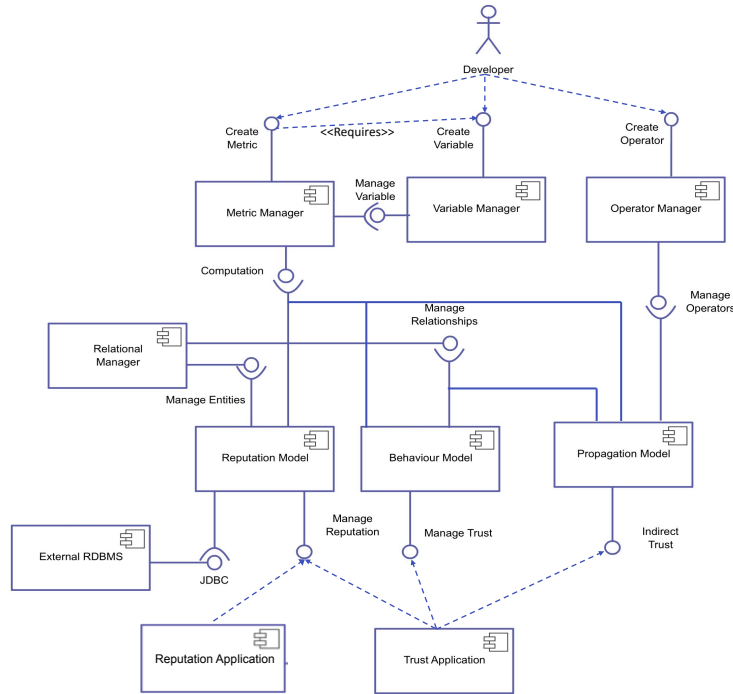 Developer
Create
Metric
<<Requires>>
Create
Variable
Create
Operator
Metric Manager
Manage
Variable
Variable Manager
Operator Manager
Computation
Manage
Relationships
Manage
Operators
Relational
Manager
Manage Entities
Reputation Model
Behaviour Model
Propagation Model
Manage
Reputation
Manage Trust
Indirect
Trust
External RDBMS
JDBC
Reputation Application
Trust Application